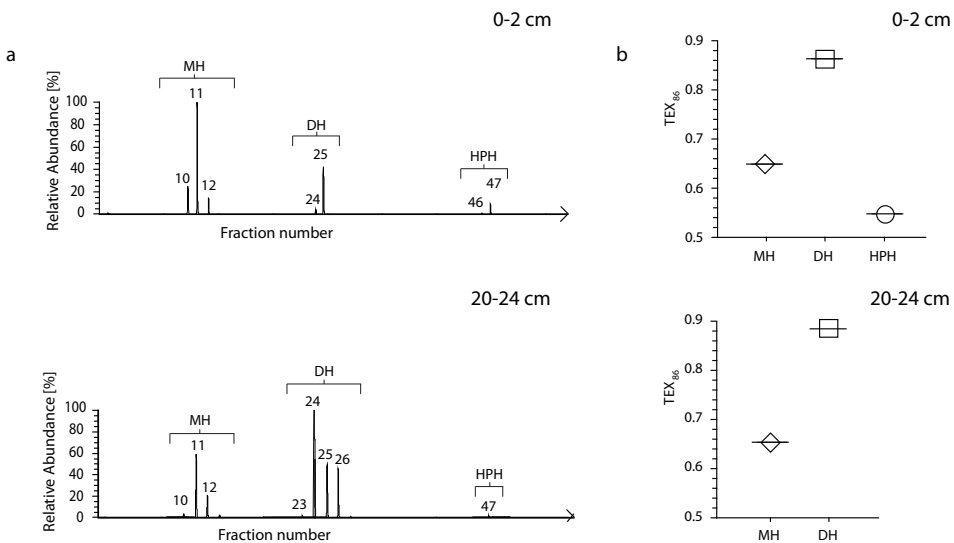 0-2 cm
a
MH
11
10
12
DH
25
24
HPH
47
46
100
80
60
40
20
0
Relative Abundance [%]
Fraction number
0-2 cm
b
0.9
0.8
0.7
0.6
0.5
TEX86
MH DH HPH
20-24 cm
MH
11
10
12
DH
24
25
26
23
HPH
47
100
80
60
40
20
0
Relative Abundance [%]
Fraction number
20-24 cm
0.9
0.8
0.7
0.6
0.5
TEX86
MH DH